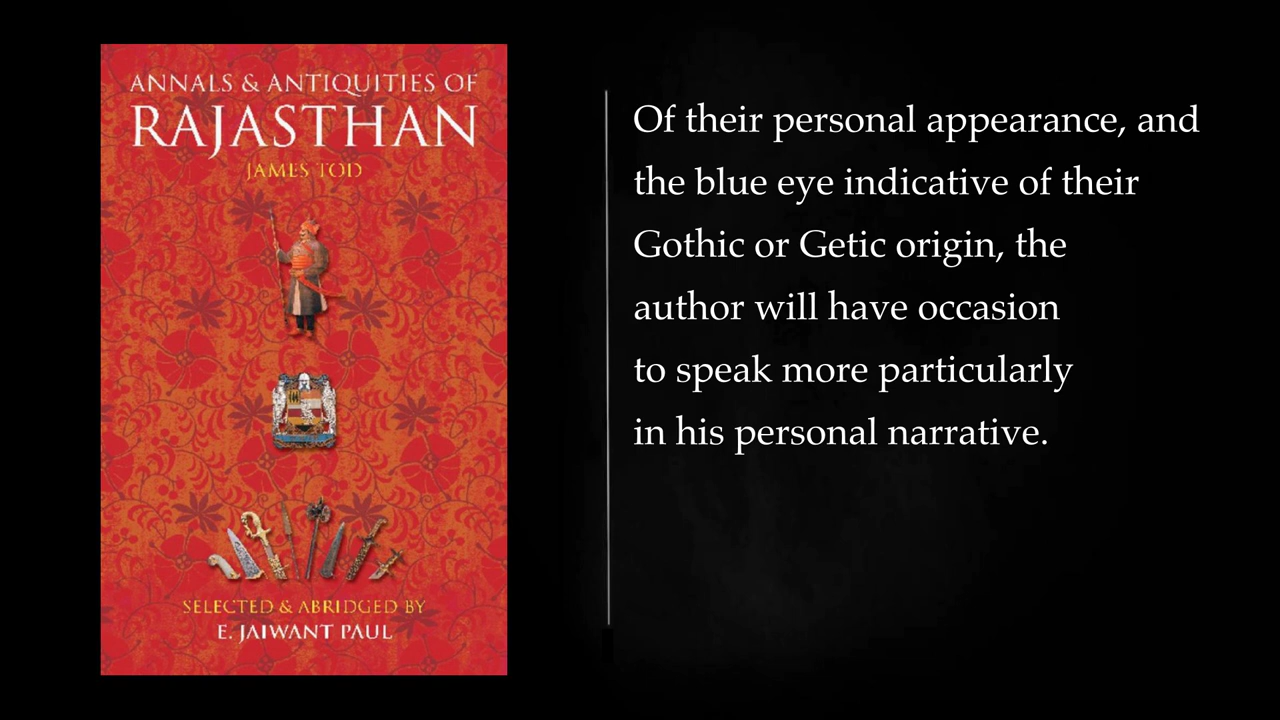 ANNALS & ANTIQUITIES OF
RAJASTHAN
JAMES TOD
SELECTED & ABRIDGED BY
E. JAIWANT PAUL
Of their personal appearance, and
the blue eye indicative of their
Gothic or Getic origin, the
author will have occasion
to speak more particularly
in his personal narrative.